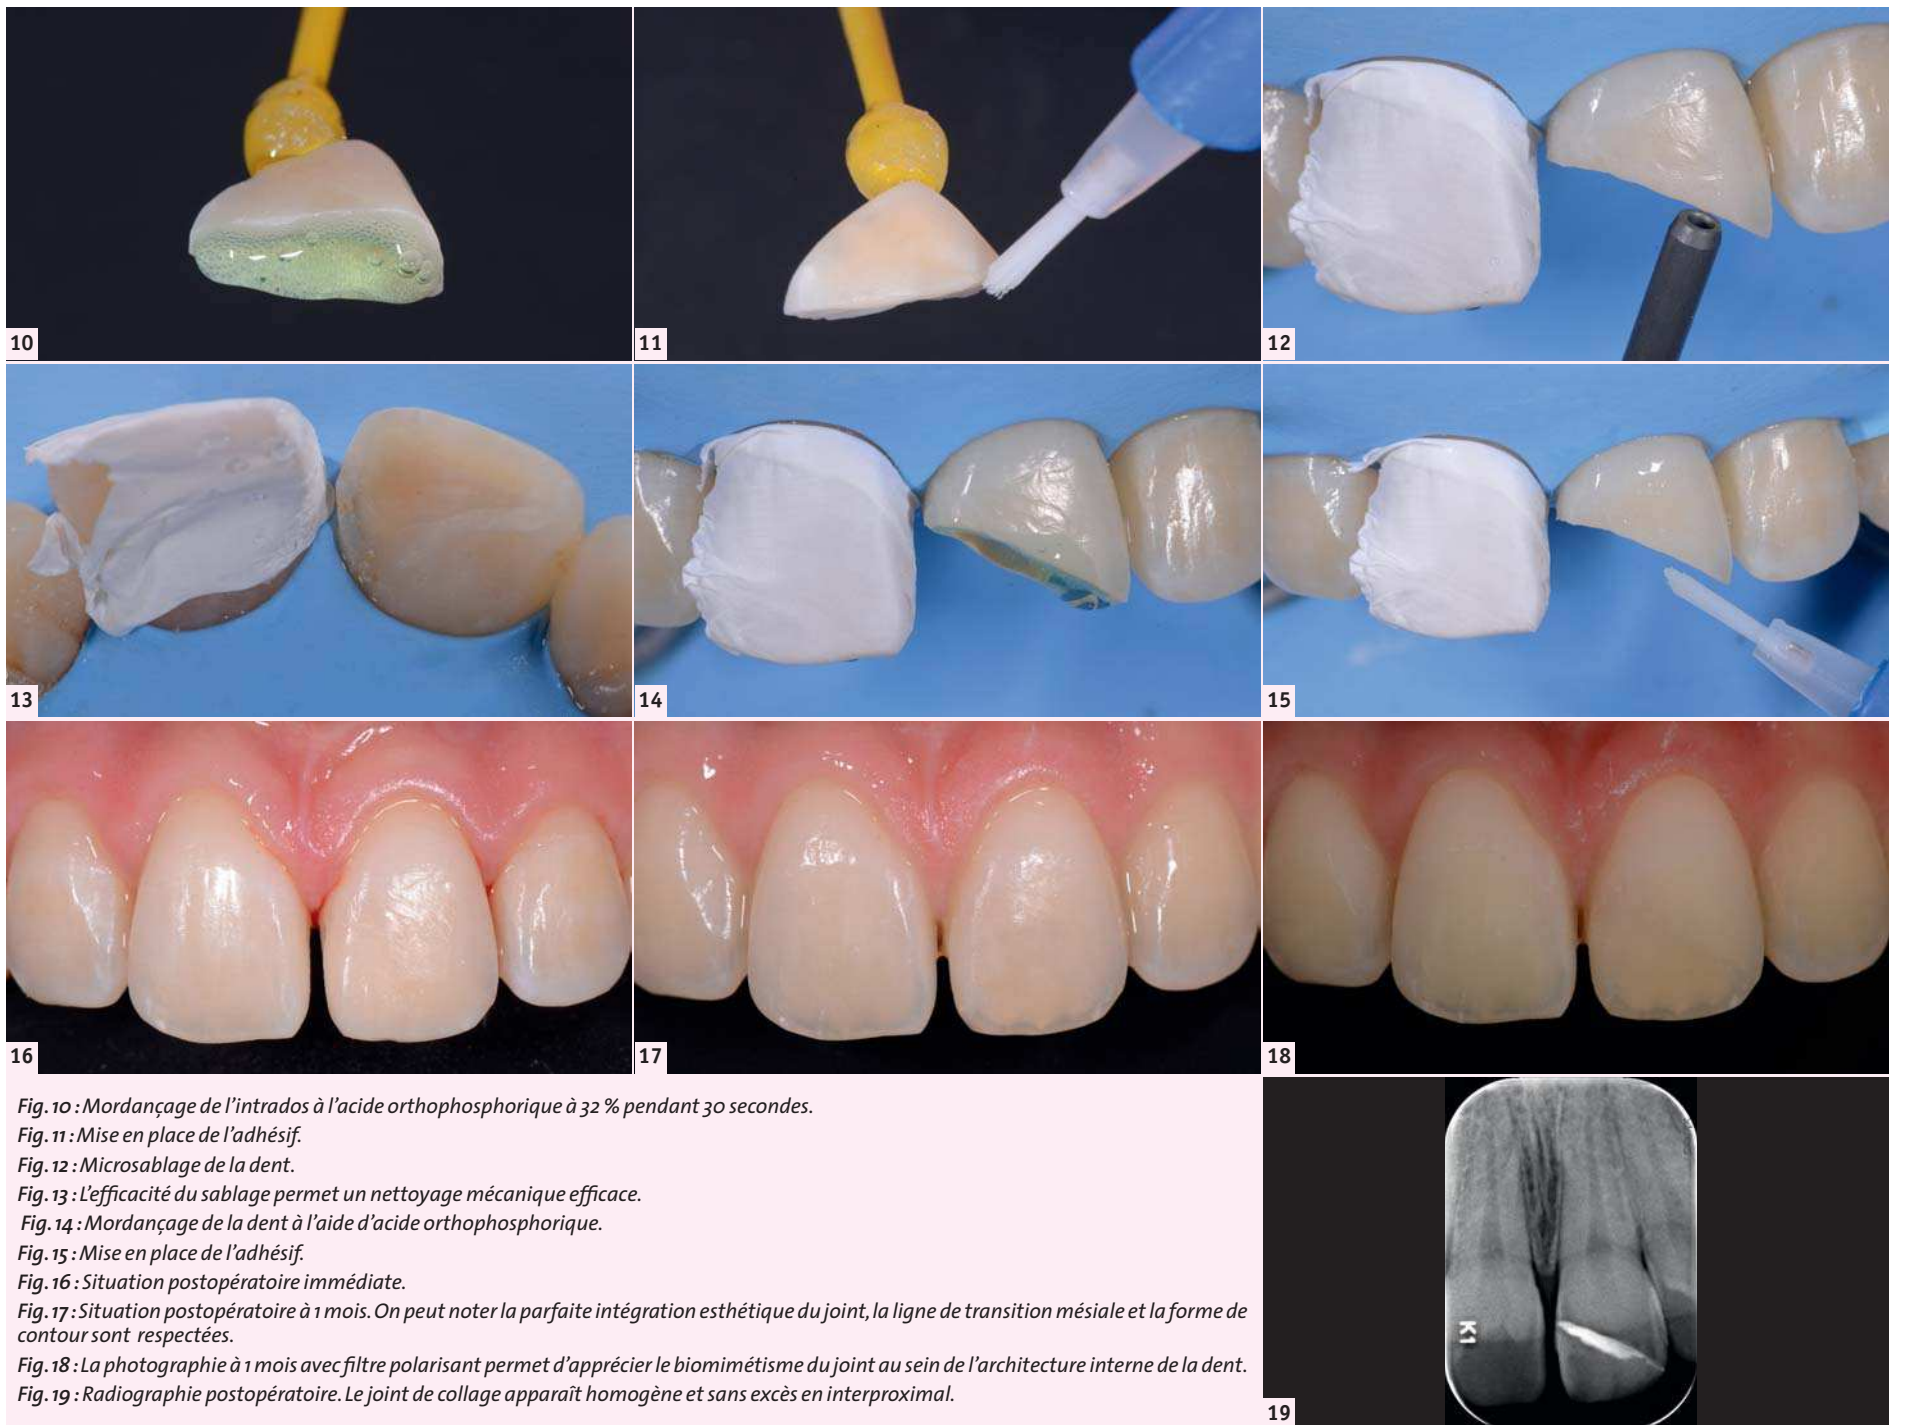 10
11
12
13
14
15
16
17
18
Fig. 10 : Mordançage de l'intrados à l'acide orthophosphorique à 32 % pendant 30 secondes.
Fig. 11 : Mise en place de l'adhésif.
Fig. 12 : Microsablage de la dent.
Fig. 13 : L'efficacité du sablage permet un nettoyage mécanique efficace.
Fig. 14 : Mordançage de la dent à l'aide d'acide orthophosphorique.
Fig. 15 : Mise en place de l'adhésif.
Fig. 16 : Situation postopératoire immédiate.
Fig. 17 : Situation postopératoire à 1 mois. On peut noter la parfaite intégration esthétique du joint, la ligne de transition mésiale et la forme de
contour sont respectées.
Fig. 18 : La photographie à 1 mois avec filtre polarisant permet d'apprécier le biomimétisme du joint au sein de l'architecture interne de la dent.
Fig. 19 : Radiographie postopératoire. Le joint de collage apparaît homogène et sans excès en interproximal.
K1
19